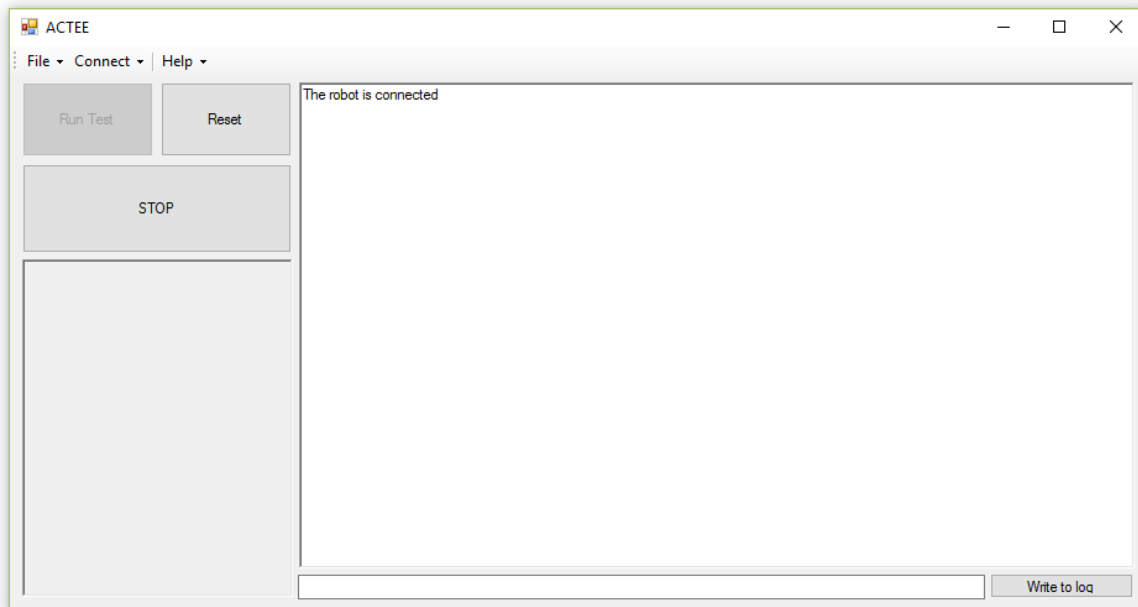 ACTEE
File Connect Help
Run Test Reset
The robot is connected
STOP
Write to log